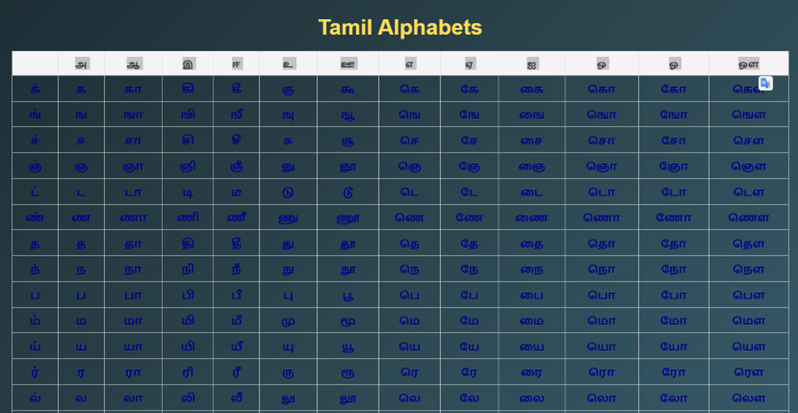 Tamil Alphabets
அ ஆ இ ஈ உ ஊ எ ஏ ஐ ஒ ஓ ஔ
க் க கா கி கீ கு கூ கெ கே கை கொ கோ கௌ
ங் ங ஙா ஙி ஙீ ஙு ஙூ ஙெ ஙே ஙை ஙொ ஙோ ஙௌ
ச் ச சா சி சீ சு சூ செ சே சை சொ சோ சௌ
ஞ் ஞ ஞா ஞி ஞீ ஞு ஞூ ஞெ ஞே ஞை ஞொ ஞோ ஞௌ
ட் ட டா டி டீ டு டூ டெ டே டை டொ டோ டௌ
ண் ண ணா ணி ணீ ணு ணூ ணெ ணே ணை ணொ ணோ ணௌ
த த தா தி தீ து தூ தெ தே தை தொ தோ தௌ
ந் ந நா நி நீ நு நூ நெ நே நை நொ நோ நௌ
ப ப பா பி பீ பு பூ பெ பே பை பொ போ பௌ
ம் ம மா மி மீ மு மூ மெ மே மை மொ மோ மௌ
ய் ய யா யி யீ யு யூ யெ யே யை யொ யோ யௌ
ர் ர ரா ரி ரீ ரு ரூ ரெ ரே ரை ரொ ரோ ரௌ
ல் ல லா லி லீ லு லூ லெ லே லை லொ லோ லௌ